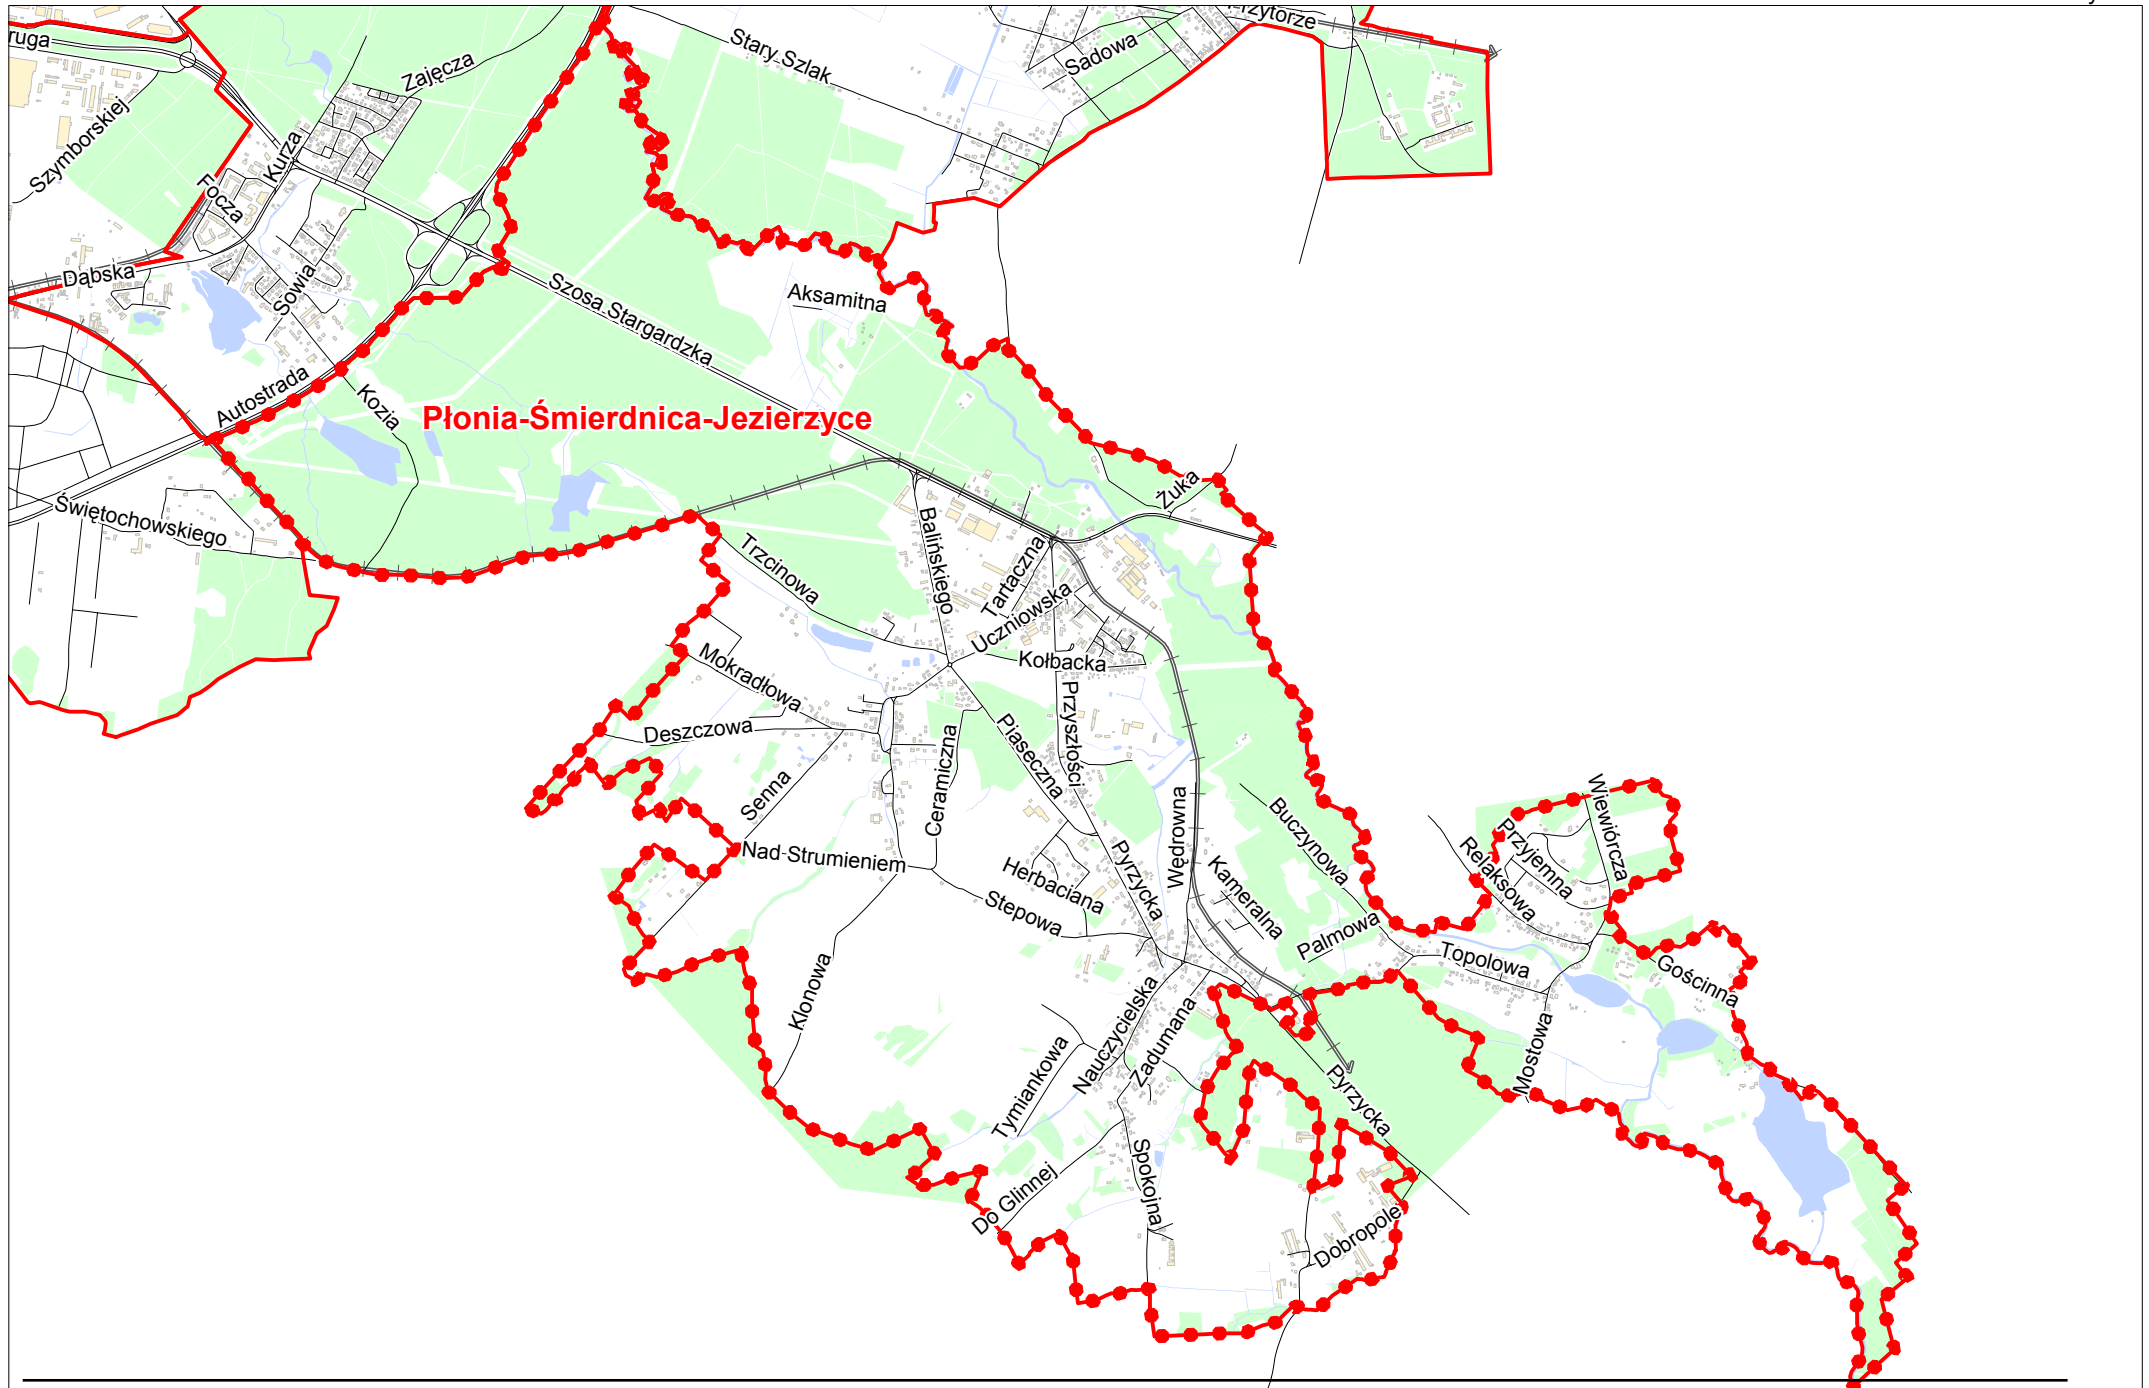 Przytorze
ruga
Stary Szlak
Sadowa
Zajęcza
Szymborskiej
Kurza
Focza
Dąbska
Sowia
Szosa Stargardzka
Aksamitna
Autostrada
Kozia
Płonia-Śmierdnica-Jezierzyce
Żuka
Świętochowskiego
Balińskiego
Trzcinowa
Tartaczna
Uczniowska
Kołbacka
Mokradłowa
Przyszłości
Piaseczna
Deszczowa
Ceramiczna
Senna
Wędrowna
Buczynowa
Wiewiórcza
Przyjemna
Relaksowa
Nad Strumieniem
Pyrzycka
Herbaciana
Kameralna
Stepowa
Palmowa
Topolowa
Gościnna
Klonowa
Nauczycielska
Zadumana
Tymiankowa
Mostowa
Pyrzycka
Do Glinnej
Spokojna
Dobropole